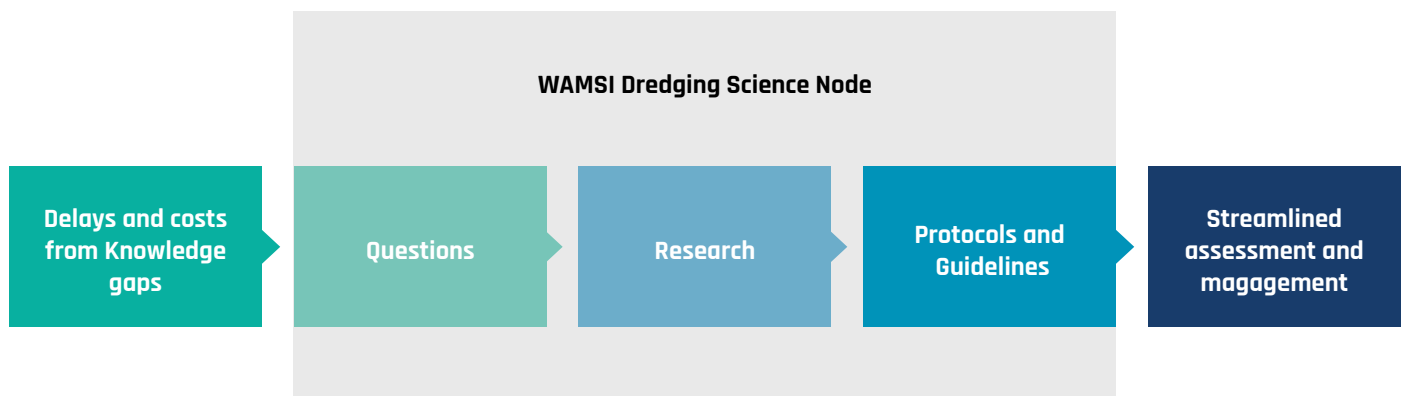 WAMSI Dredging Science Node
Delays and costs
from Knowledge
gaps
Questions
Research
Protocols and
Guidelines
Streamlined
assessment and
magagement